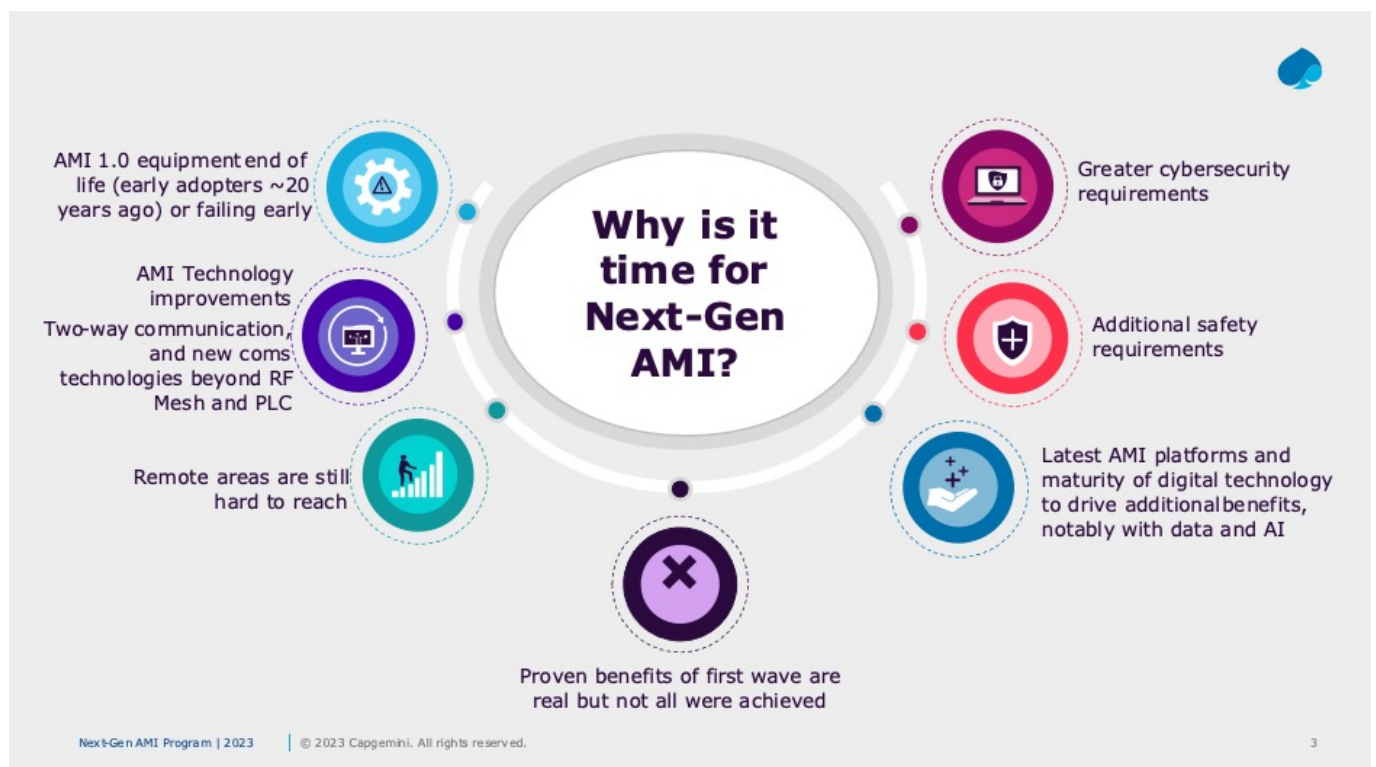 AMI 1.0 equipment end of
life (early adopters ~20
years ago) or failing early
AMI Technology
improvements
Two-way communication,
and new coms
technologies beyond RF
Mesh and PLC
Remote areas are still
hard to reach
Why is it
time for
Next-Gen
AMI?
Greater cybersecurity
requirements
Additional safety
requirements
Latest AMI platforms and
maturity of digital technology
to drive additional benefits,
notably with data and AI
Proven benefits of first wave are
real but not all were achieved
Next-Gen AMI Program | 2023
© 2023 Capgemini. All rights reserved.
3